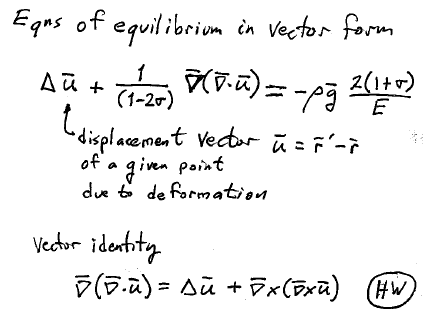 Eqns of equilibrium in vector form
Δ ū + 1/(1-2σ) ∇̄(∇̄·ū) = -ρḡ 2(1+σ)/E
displacement vector ū = r̄'-r̄
of a given point
due to deformation
Vector identity
∇̄(∇̄·ū) = Δū + ∇̄×(∇̄×ū) HW